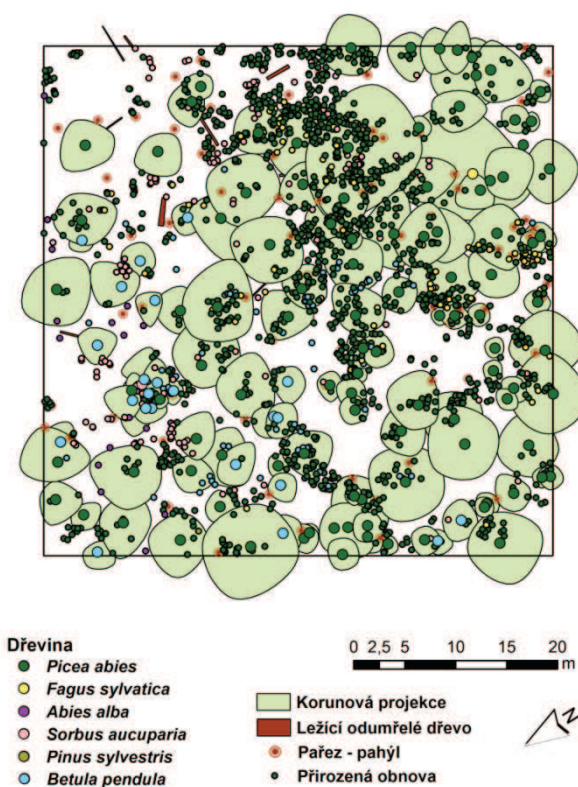 Dřevina
Picea abies
Fagus sylvatica
Abies alba
Sorbus aucuparia
Pinus sylvestris
Betula pendula
0 2,5 5 10 15 20
m
Korunová projekce
Ležící odumřelé dřevo
Pařez - pahýl
Přirozená obnova
N